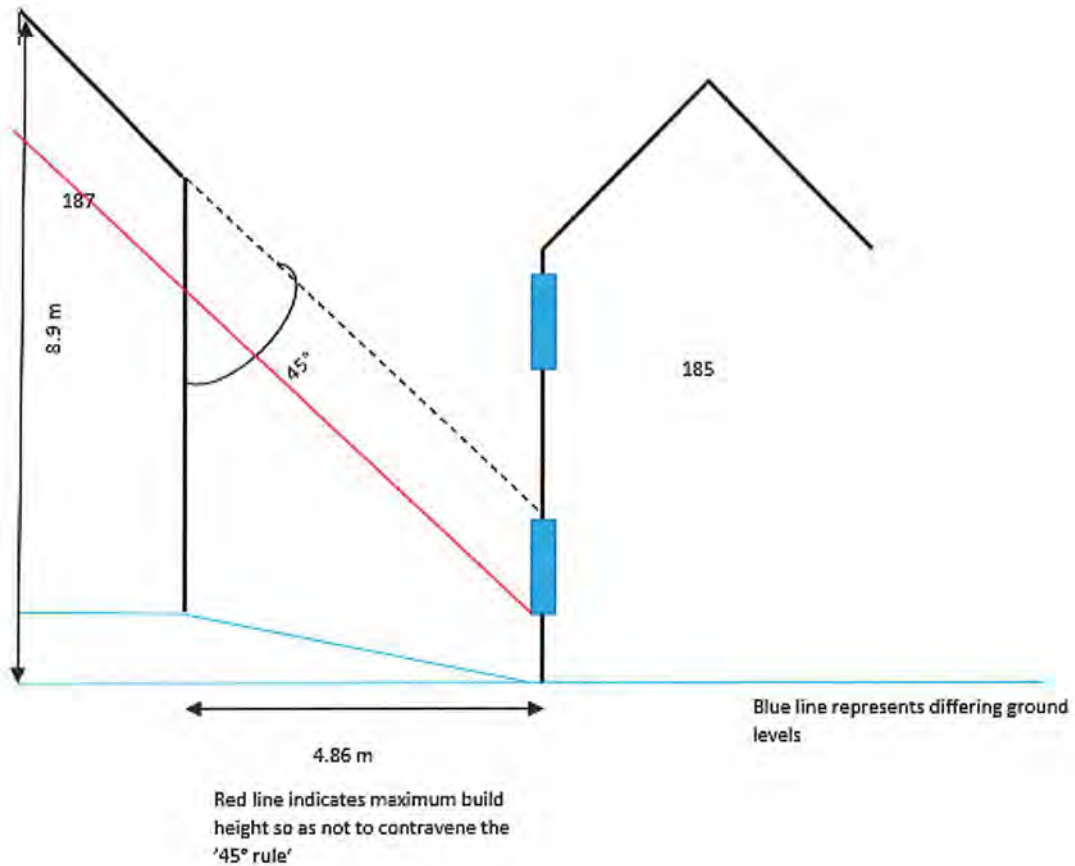 187
8.9 m
45°
185
4.86 m
Blue line represents differing ground
levels
Red line indicates maximum build
height so as not to contravene the
'45° rule'